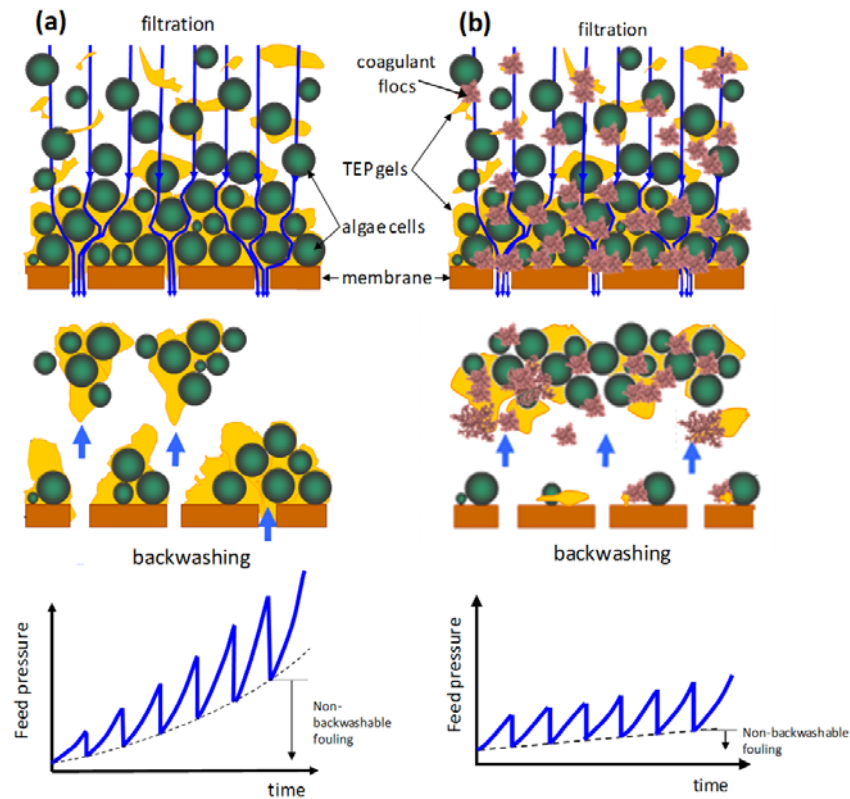 (a)
filtration
(b)
filtration
coagulant
flocs
TEP gels
algae cells
membrane
backwashing
backwashing
Feed pressure
Non-
backwashable
fouling
time
Feed pressure
Non-backwashable
fouling
time